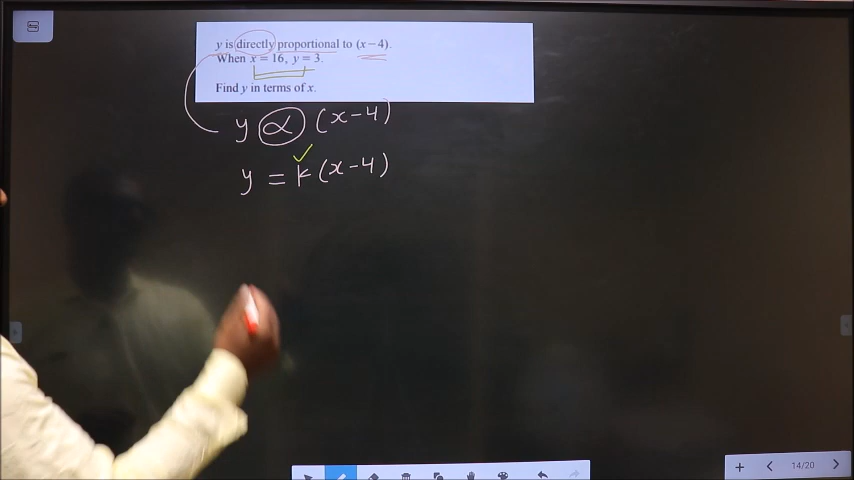 y is directly proportional to (x − 4).
When x = 16, y = 3.
Find y in terms of x.
y ∝ (x − 4)
y = k (x − 4)
14/20